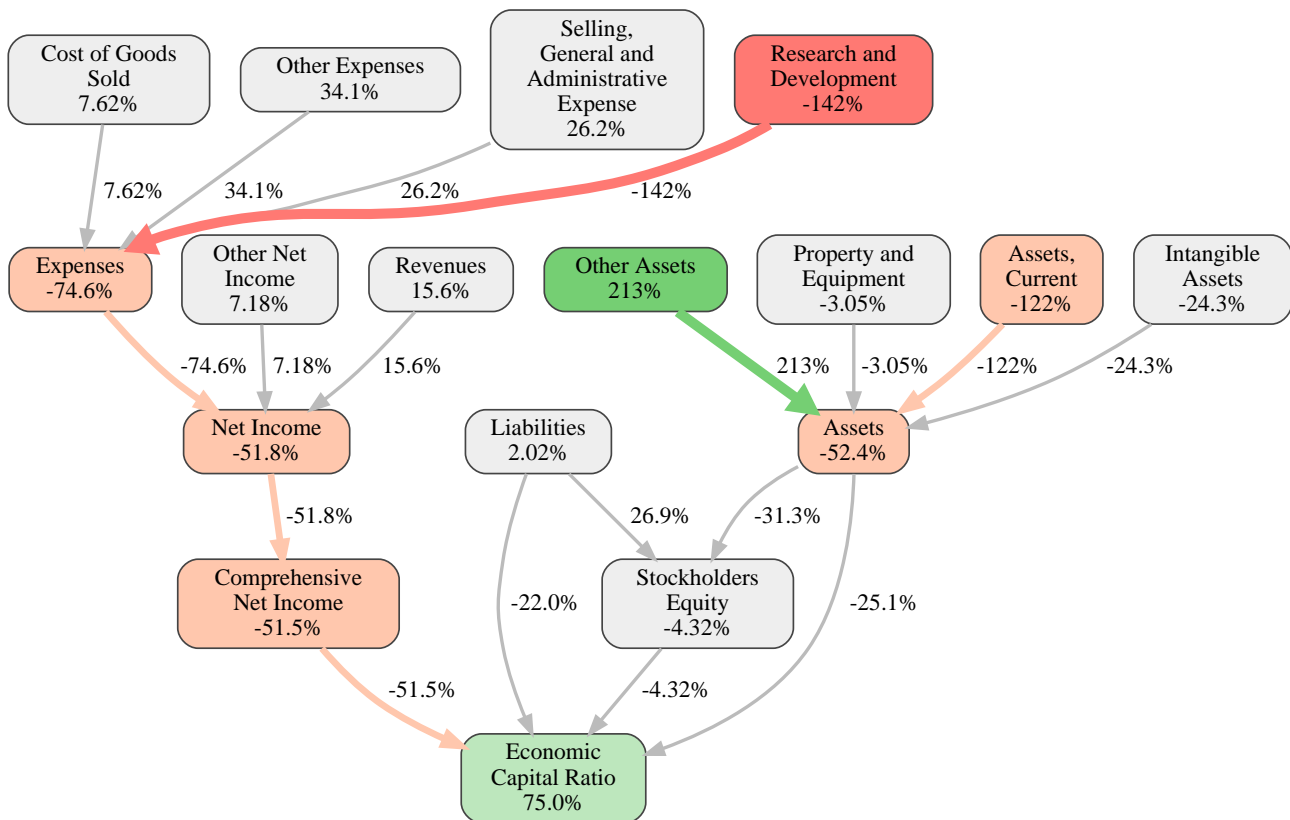 Cost of Goods
Sold
7.62%
Other Expenses
34.1%
Selling,
General and
Administrative
Expense
26.2%
Research and
Development
-142%
7.62%
34.1%
26.2%
-142%
Expenses
-74.6%
Other Net
Income
7.18%
Revenues
15.6%
Other Assets
213%
Property and
Equipment
-3.05%
Assets,
Current
-122%
Intangible
Assets
-24.3%
-74.6%
7.18%
15.6%
213%
-3.05%
-122%
-24.3%
Net Income
-51.8%
Liabilities
2.02%
Assets
-52.4%
-51.8%
26.9%
-31.3%
Comprehensive
Net Income
-51.5%
-22.0%
Stockholders
Equity
-4.32%
-25.1%
-51.5%
-4.32%
Economic
Capital Ratio
75.0%